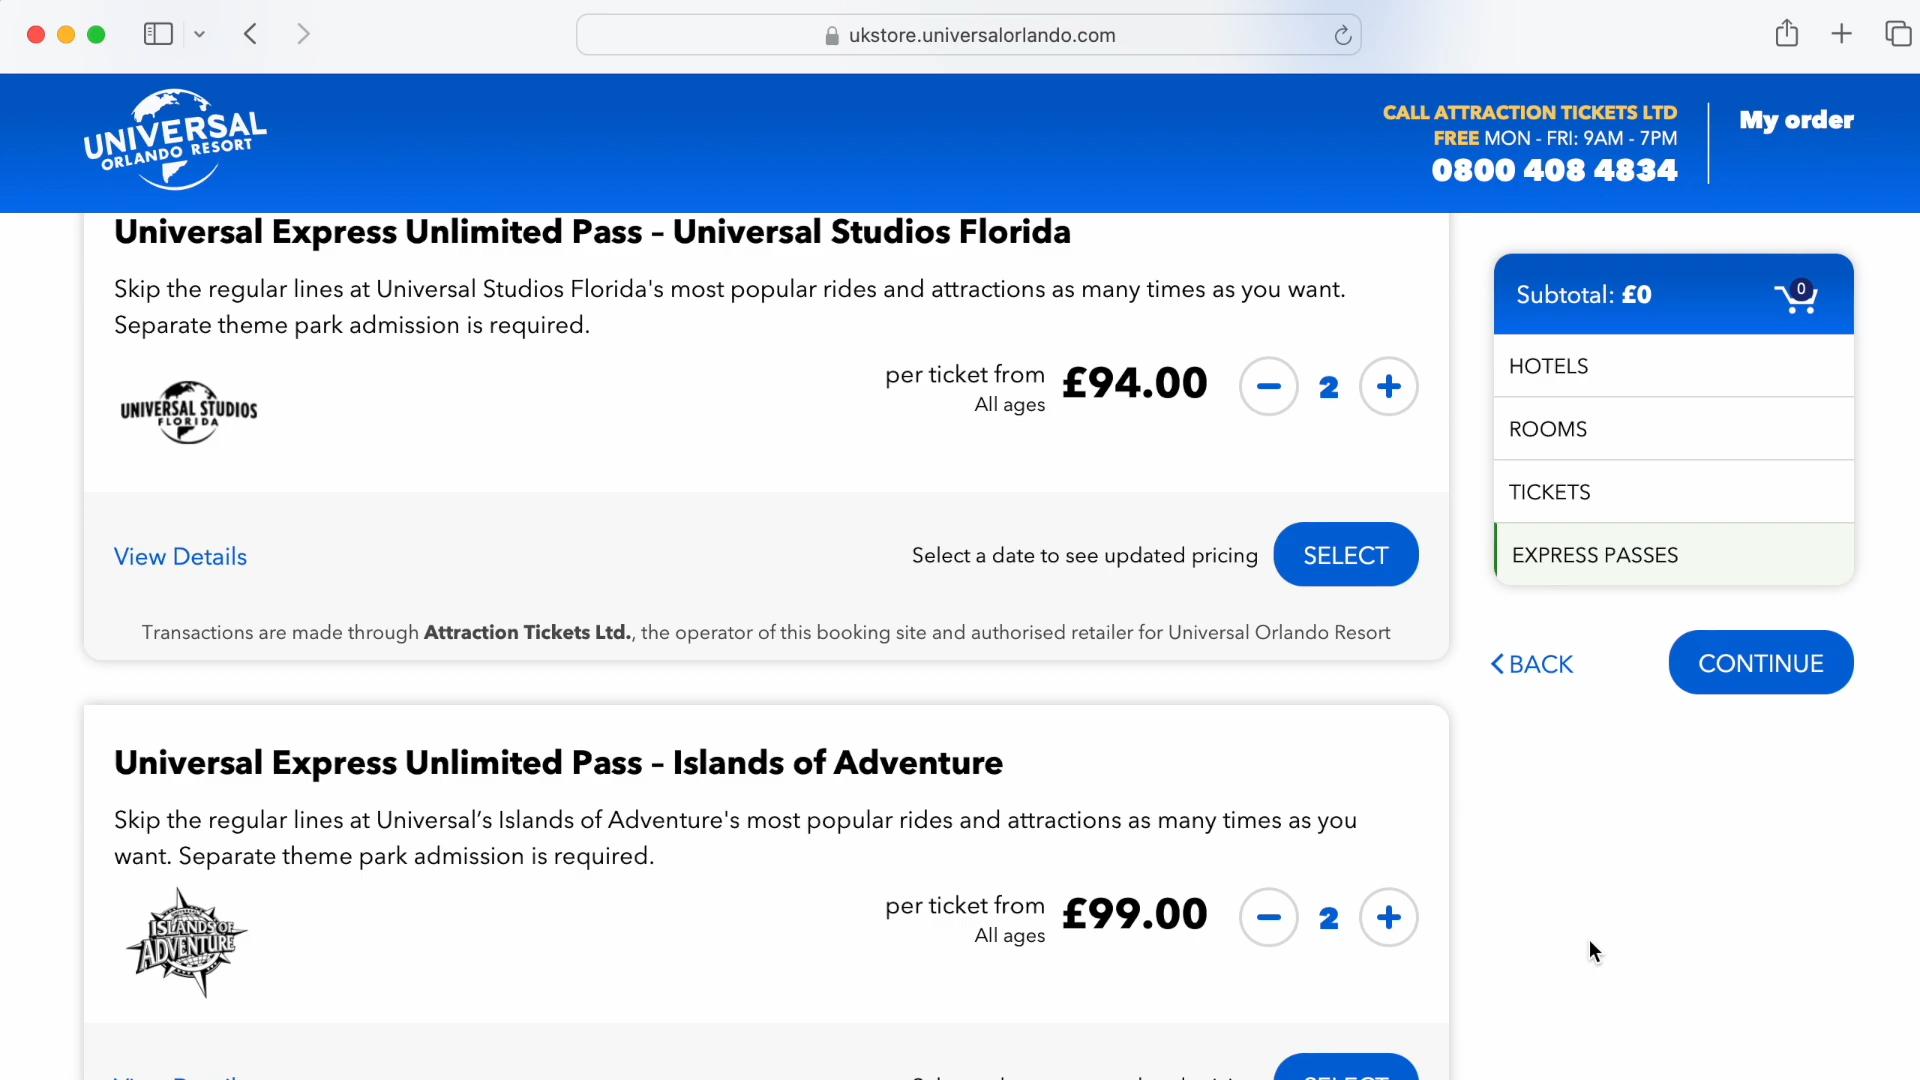 ukstore.universalorlando.com
UNIVERSAL
ORLANDO RESORT
CALL ATTRACTION TICKETS LTD
FREE MON - FRI: 9AM - 7PM
0800 408 4834
My order
Universal Express Unlimited Pass – Universal Studios Florida
Skip the regular lines at Universal Studios Florida's most popular rides and attractions as many times as you want.
Separate theme park admission is required.
UNIVERSAL STUDIOS
FLORIDA
per ticket from £94.00
All ages
2
View Details
Select a date to see updated pricing
SELECT
Transactions are made through Attraction Tickets Ltd., the operator of this booking site and authorised retailer for Universal Orlando Resort
Universal Express Unlimited Pass – Islands of Adventure
Skip the regular lines at Universal’s Islands of Adventure's most popular rides and attractions as many times as you
want. Separate theme park admission is required.
ISLANDS OF
ADVENTURE
per ticket from £99.00
All ages
2
SELECT
Subtotal: £0
0
HOTELS
ROOMS
TICKETS
EXPRESS PASSES
BACK
CONTINUE